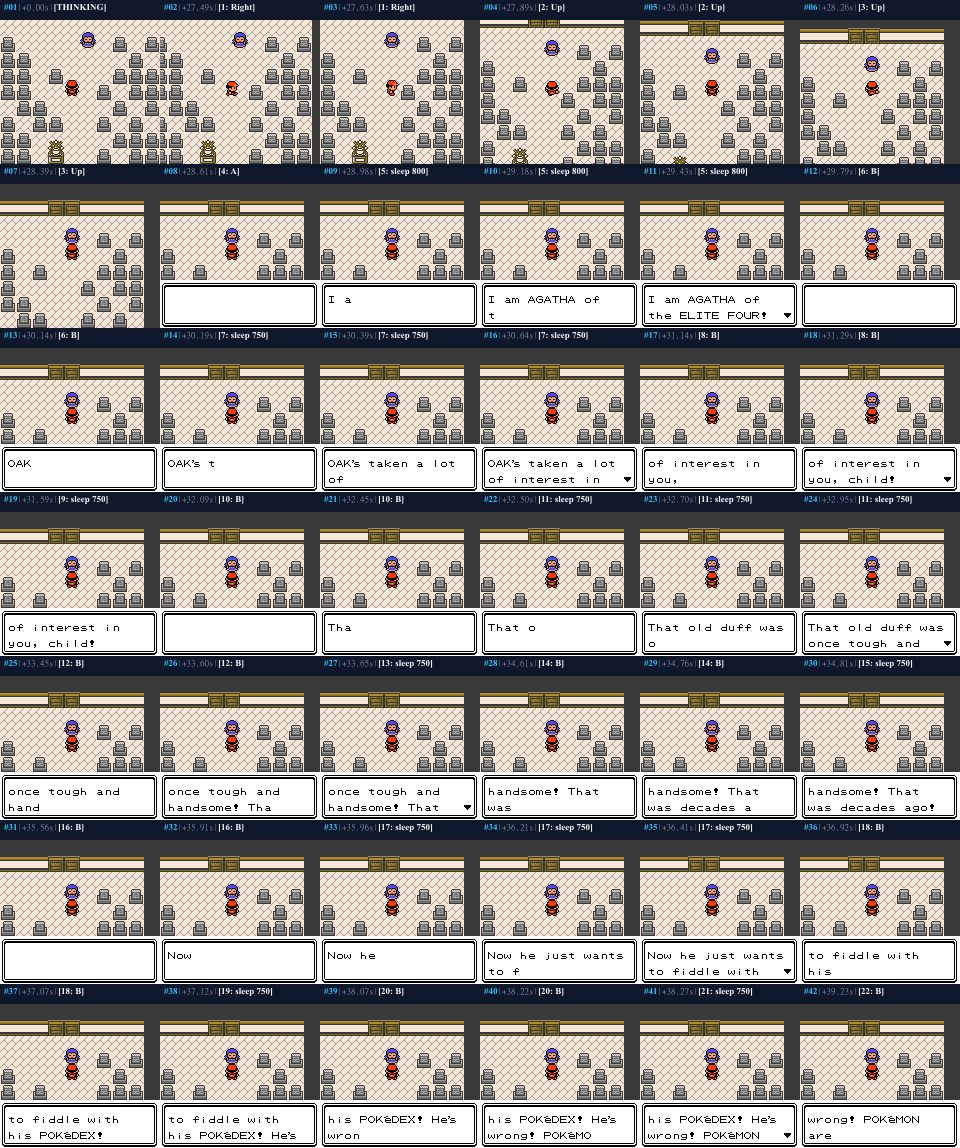 #01|+0.00s|[THINKING]
#02|+27.49s|[1: Right]
#03|+27.63s|[1: Right]
#04|+27.89s|[2: Up]
#05|+28.03s|[2: Up]
#06|+28.26s|[3: Up]
#07|+28.39s|[3: Up]
#08|+28.61s|[4: A]
#09|+28.98s|[5: sleep 800]
I a
#10|+29.18s|[5: sleep 800]
I am AGATHA of
t
#11|+29.43s|[5: sleep 800]
I am AGATHA of
the ELITE FOUR!
#12|+29.79s|[6: B]
#13|+30.14s|[6: B]
OAK
#14|+30.19s|[7: sleep 750]
OAK's t
#15|+30.39s|[7: sleep 750]
OAK's taken a lot
of
#16|+30.64s|[7: sleep 750]
OAK's taken a lot
of interest in
#17|+31.14s|[8: B]
of interest in
you,
#18|+31.29s|[8: B]
of interest in
you, child!
#19|+31.59s|[9: sleep 750]
of interest in
you, child!
#20|+32.09s|[10: B]
#21|+32.45s|[10: B]
Tha
#22|+32.50s|[11: sleep 750]
That o
#23|+32.70s|[11: sleep 750]
That old duff was
o
#24|+32.95s|[11: sleep 750]
That old duff was
once tough and
#25|+33.45s|[12: B]
once tough and
hand
#26|+33.60s|[12: B]
once tough and
handsome! Tha
#27|+33.65s|[13: sleep 750]
once tough and
handsome! That
#28|+34.61s|[14: B]
handsome! That
was
#29|+34.76s|[14: B]
handsome! That
was decades a
#30|+34.81s|[15: sleep 750]
handsome! That
was decades ago!
#31|+35.56s|[16: B]
#32|+35.91s|[16: B]
Now
#33|+35.96s|[17: sleep 750]
Now he
#34|+36.21s|[17: sleep 750]
Now he just wants
to f
#35|+36.41s|[17: sleep 750]
Now he just wants
to fiddle with
#36|+36.92s|[18: B]
to fiddle with
his
#37|+37.07s|[18: B]
to fiddle with
his POKéDEX!
#38|+37.12s|[19: sleep 750]
to fiddle with
his POKéDEX! He's
#39|+38.07s|[20: B]
his POKéDEX! He's
wron
#40|+38.22s|[20: B]
his POKéDEX! He's
wrong! POKéMO
#41|+38.27s|[21: sleep 750]
his POKéDEX! He's
wrong! POKéMON
#42|+39.23s|[22: B]
wrong! POKéMON
are